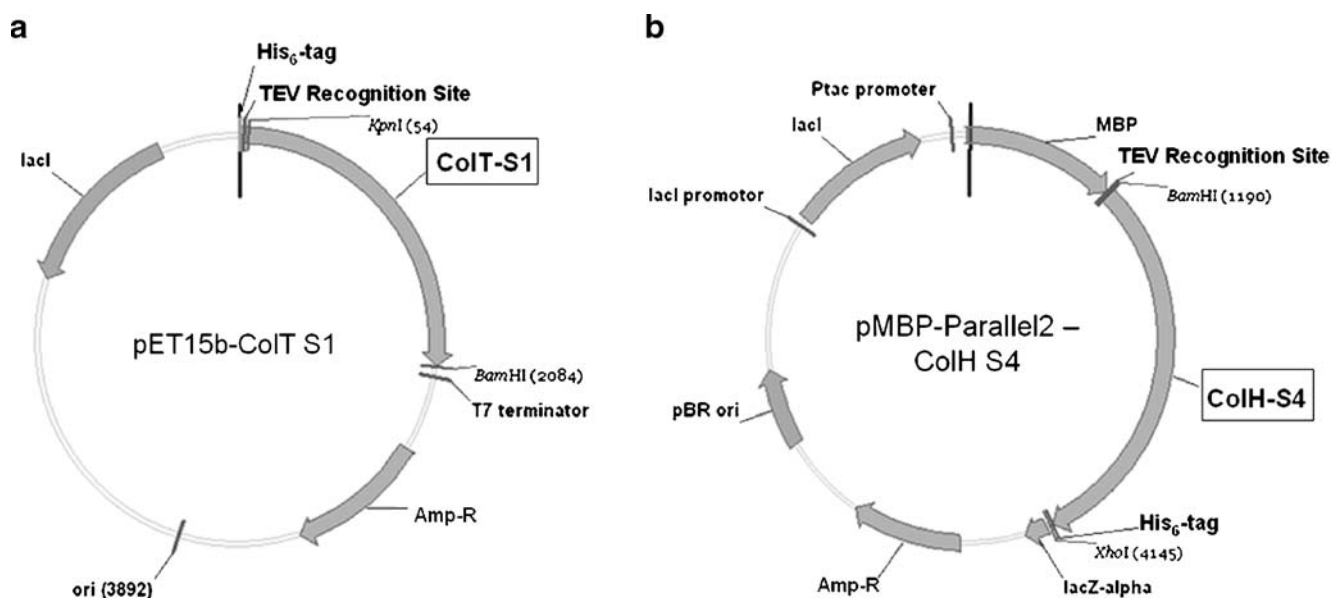 a
His6-tag
TEV Recognition Site
KpnI (54)
lacI
ColT-S1
pET15b-ColT S1
BamHI (2084)
T7 terminator
Amp-R
ori (3892)
b
Ptac promoter
lacI
MBP
TEV Recognition Site
BamHI (1190)
lacI promotor
pMBP-Parallel2 –
ColH S4
pBR ori
ColH-S4
His6-tag
XhoI (4145)
Amp-R
lacZ-alpha